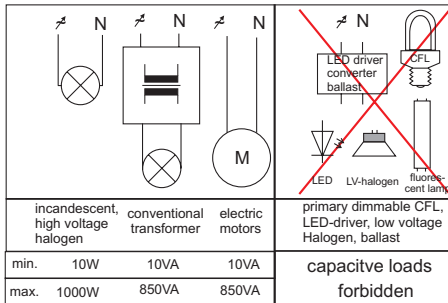 N N N
N
LED driver
converter
ballast
CFL
M
LED LV-halogen fluores-
cent lamp
incandescent,
high voltage
halogen
conventional
transformer
electric
motors
primary dimmable CFL,
LED-driver, low voltage
Halogen, ballast
min. 10W 10VA 10VA
max. 1000W 850VA 850VA
capacitve loads
forbidden